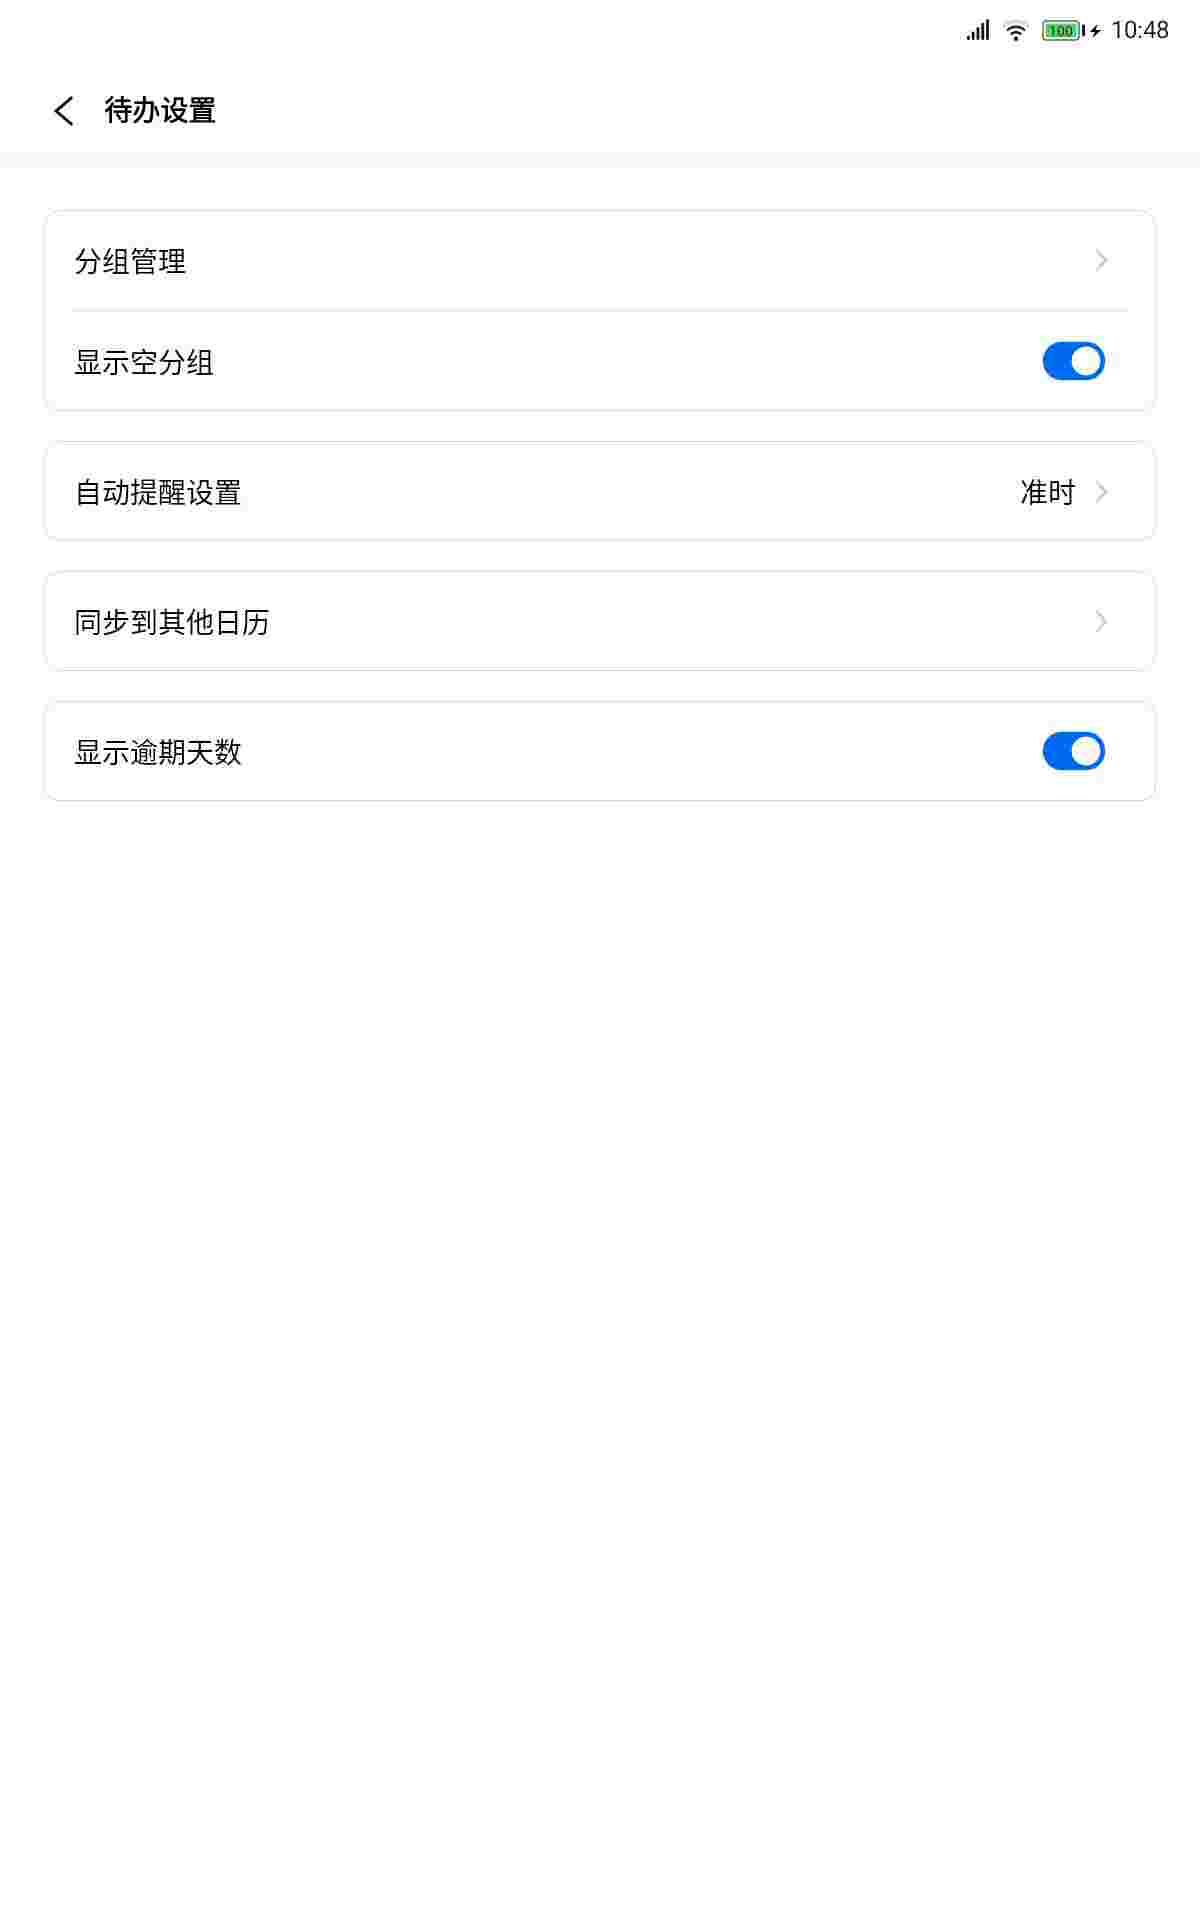 100 10:48
待办设置
分组管理
显示空分组
自动提醒设置 准时
同步到其他日历
显示逾期天数